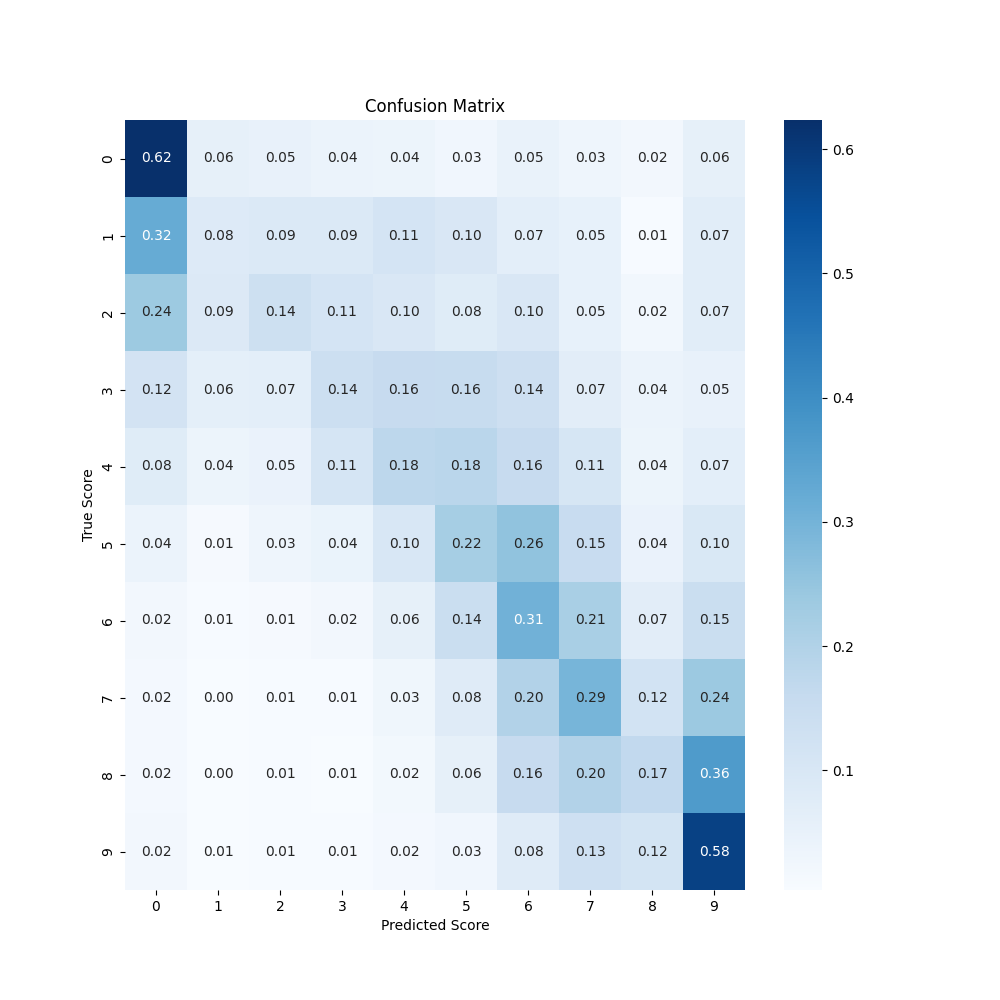 Confusion Matrix
0 0.62 0.06 0.05 0.04 0.04 0.03 0.05 0.03 0.02 0.06
1 0.32 0.08 0.09 0.09 0.11 0.10 0.07 0.05 0.01 0.07
2 0.24 0.09 0.14 0.11 0.10 0.08 0.10 0.05 0.02 0.07
3 0.12 0.06 0.07 0.14 0.16 0.16 0.14 0.07 0.04 0.05
4 0.08 0.04 0.05 0.11 0.18 0.18 0.16 0.11 0.04 0.07
5 0.04 0.01 0.03 0.04 0.10 0.22 0.26 0.15 0.04 0.10
6 0.02 0.01 0.01 0.02 0.06 0.14 0.31 0.21 0.07 0.15
7 0.02 0.00 0.01 0.01 0.03 0.08 0.20 0.29 0.12 0.24
8 0.02 0.00 0.01 0.01 0.02 0.06 0.16 0.20 0.17 0.36
9 0.02 0.01 0.01 0.01 0.02 0.03 0.08 0.13 0.12 0.58
0 1 2 3 4 5 6 7 8 9
Predicted Score
True Score
0.6
0.5
0.4
0.3
0.2
0.1